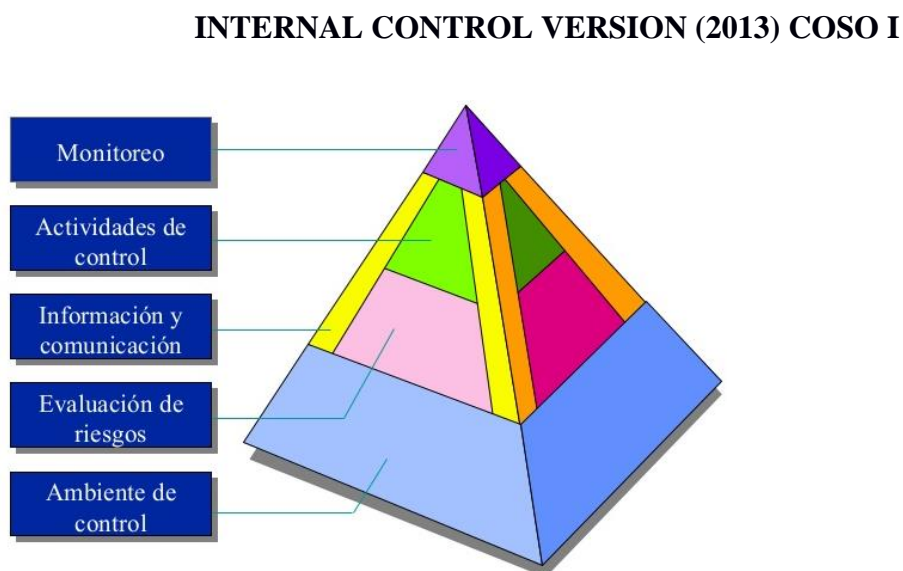 INTERNAL CONTROL VERSION (2013) COSO I
Monitoreo
Actividades de
control
Información y
comunicación
Evaluación de
riesgos
Ambiente de
control